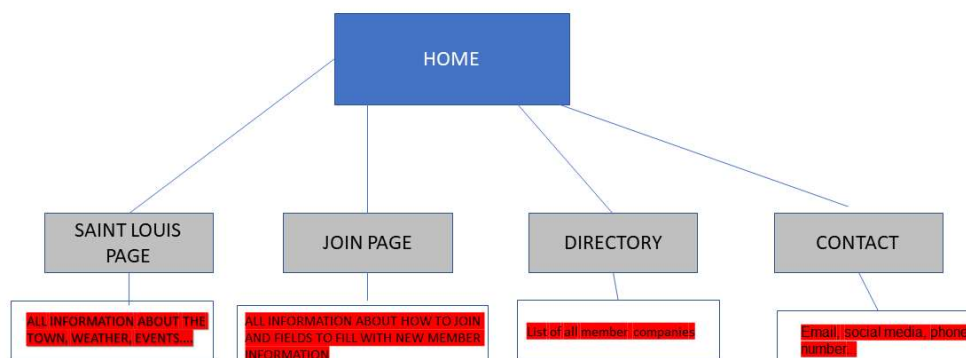 HOME
SAINT LOUIS
PAGE
JOIN PAGE
DIRECTORY
CONTACT
ALL INFORMATION ABOUT THE
TOWN, WEATHER, EVENTS....
ALL INFORMATION ABOUT HOW TO JOIN
AND FIELDS TO FILL WITH NEW MEMBER
INFORMATION
List of all member companies
Email, social media, phone
number,